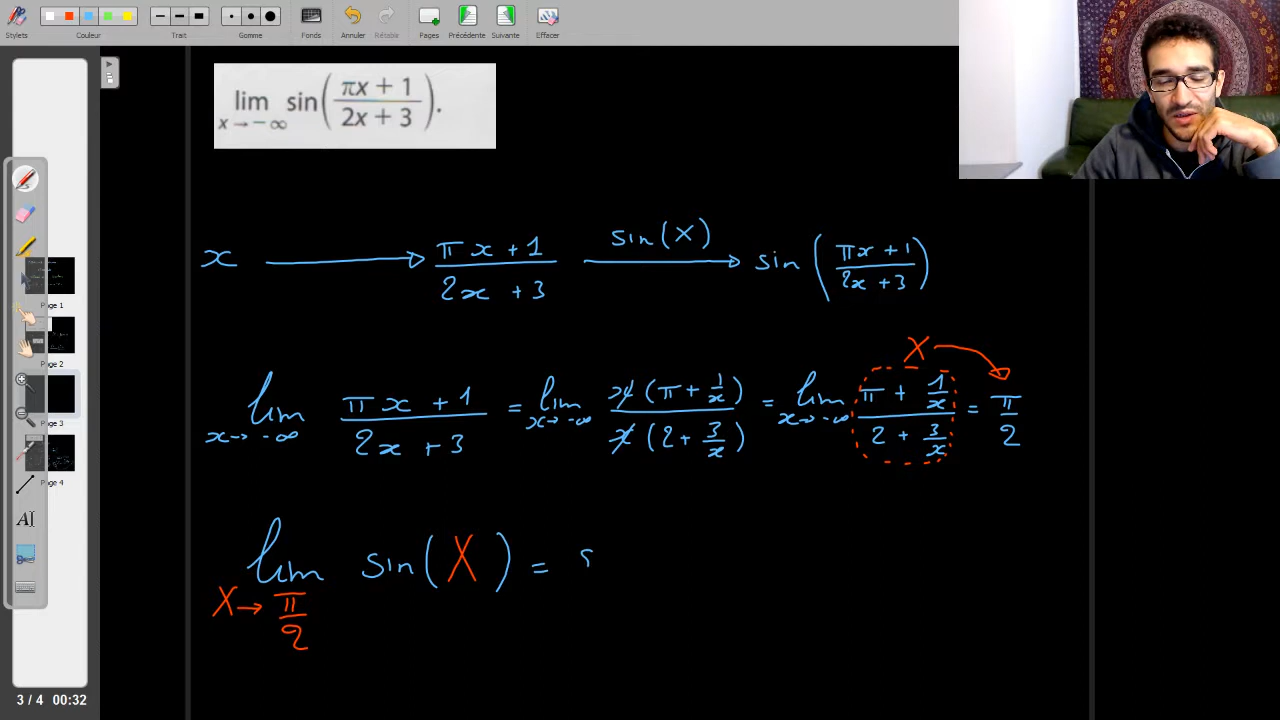 Stylets Couleur Trait Gomme Fonds Annuler Rétablir Pages Précédente Suivante Effacer
lim x→−∞ sin(πx + 1 / 2x + 3).
x ⟶ πx + 1 / 2x + 3 ⟶ sin(X) sin(πx + 1 / 2x + 3)
X
lim x→−∞ πx + 1 / 2x + 3 = lim x→−∞ x(π + 1/x) / x(2 + 3/x) = lim x→−∞ π + 1/x / 2 + 3/x = π/2
lim X→π/2 sin(X) =
Page 1
Page 2
Page 3
Page 4
AI
3 / 4 00:32